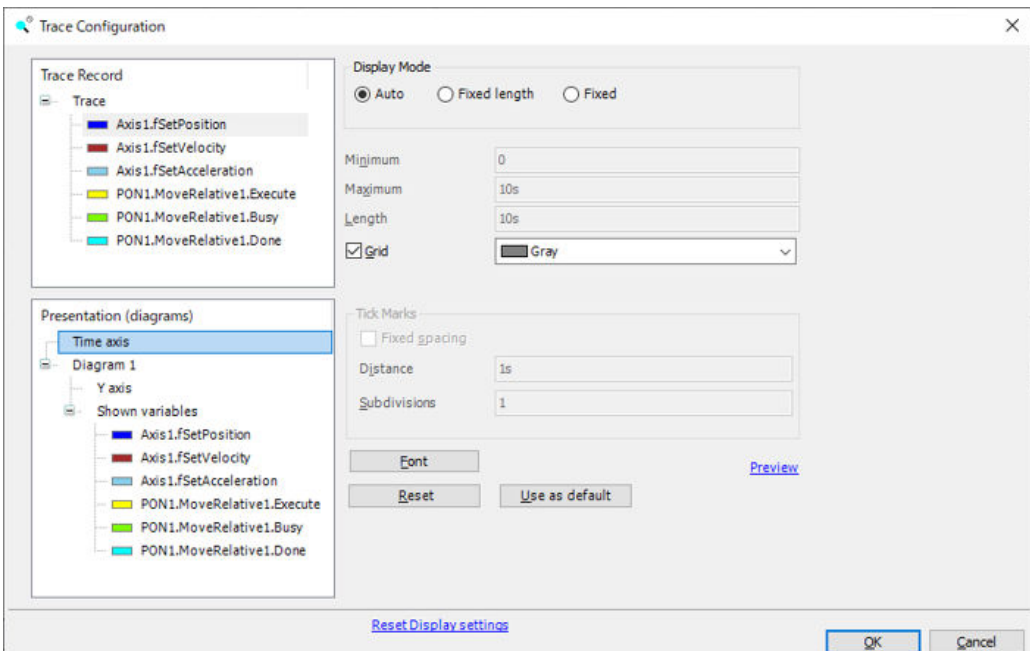 Trace Configuration
Trace Record
Trace
Axis1.fSetPosition
Axis1.fSetVelocity
Axis1.fSetAcceleration
PON1.MoveRelative1.Execute
PON1.MoveRelative1.Busy
PON1.MoveRelative1.Done
Presentation (diagrams)
Time axis
Diagram 1
Y axis
Shown variables
Axis1.fSetPosition
Axis1.fSetVelocity
Axis1.fSetAcceleration
PON1.MoveRelative1.Execute
PON1.MoveRelative1.Busy
PON1.MoveRelative1.Done
Display Mode
Auto Fixed length Fixed
Minimum 0
Maximum 10s
Length 10s
Grid Gray
Tick Marks
Fixed spacing
Distance 1s
Subdivisions 1
Font
Preview
Reset Use as default
Reset Display settings
OK Cancel